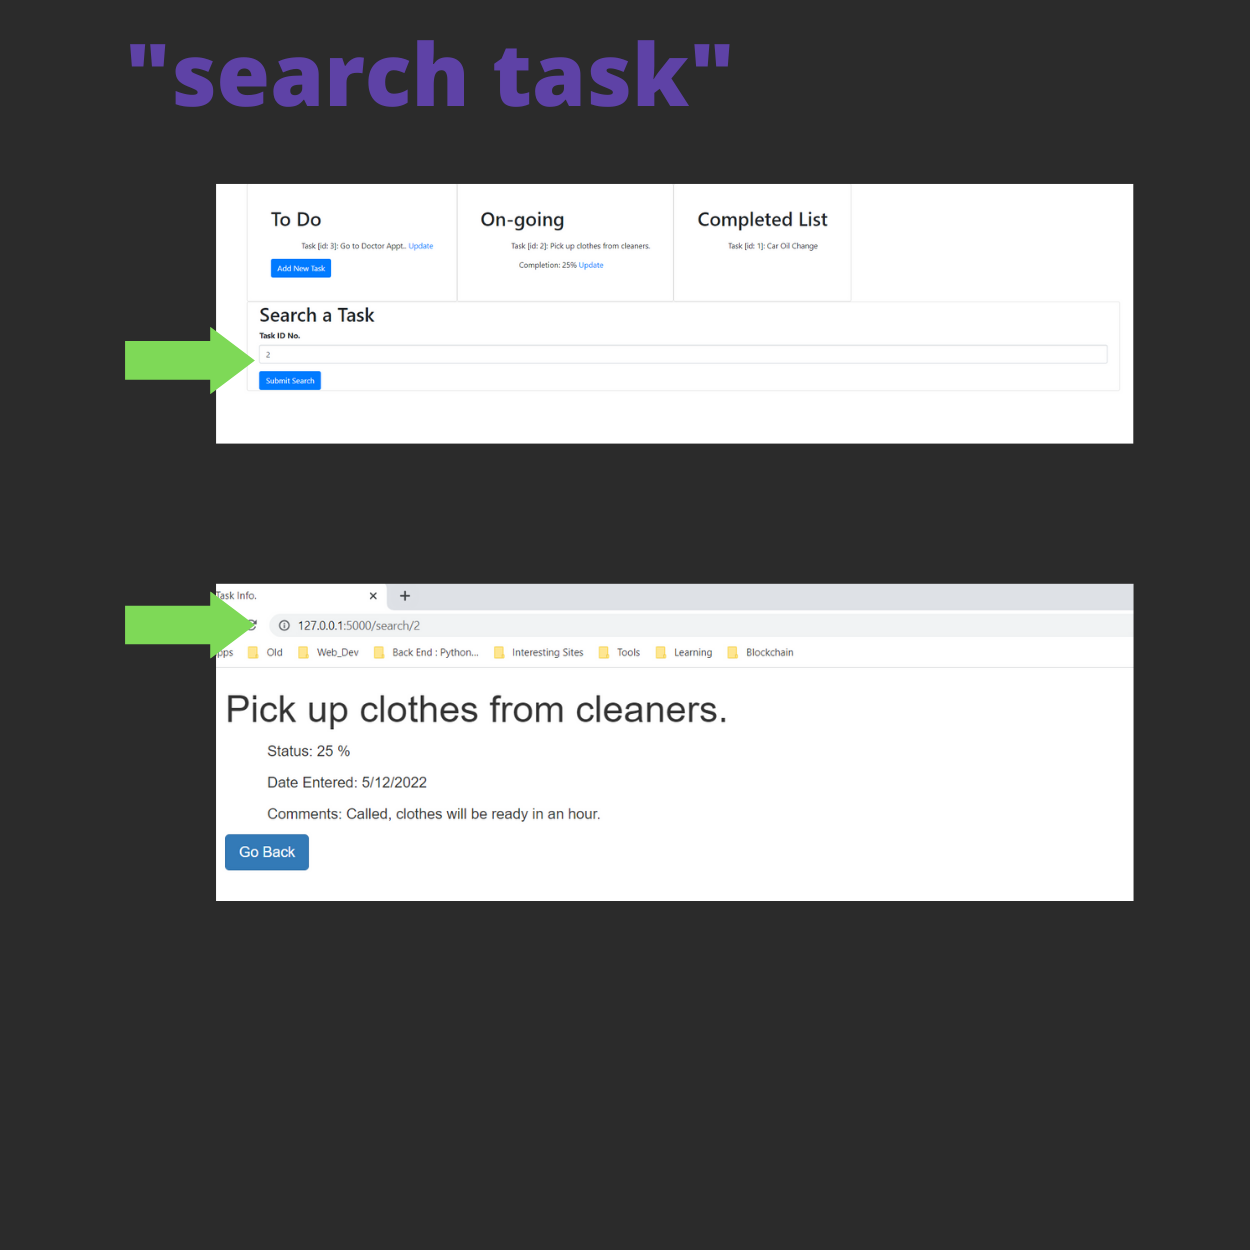 "search task"
To Do
On-going
Completed List
Task [id: 3]: Go to Doctor Appt.. Update
Task [id: 2]: Pick up clothes from cleaners.
Task [id: 1]: Car Oil Change
Add New Task
Completion: 25% Update
Search a Task
Task ID No.
2
Submit Search
Task Info.
127.0.0.1:5000/search/2
pps
Old
Web_Dev
Back End : Python...
Interesting Sites
Tools
Learning
Blockchain
Pick up clothes from cleaners.
Status: 25 %
Date Entered: 5/12/2022
Comments: Called, clothes will be ready in an hour.
Go Back